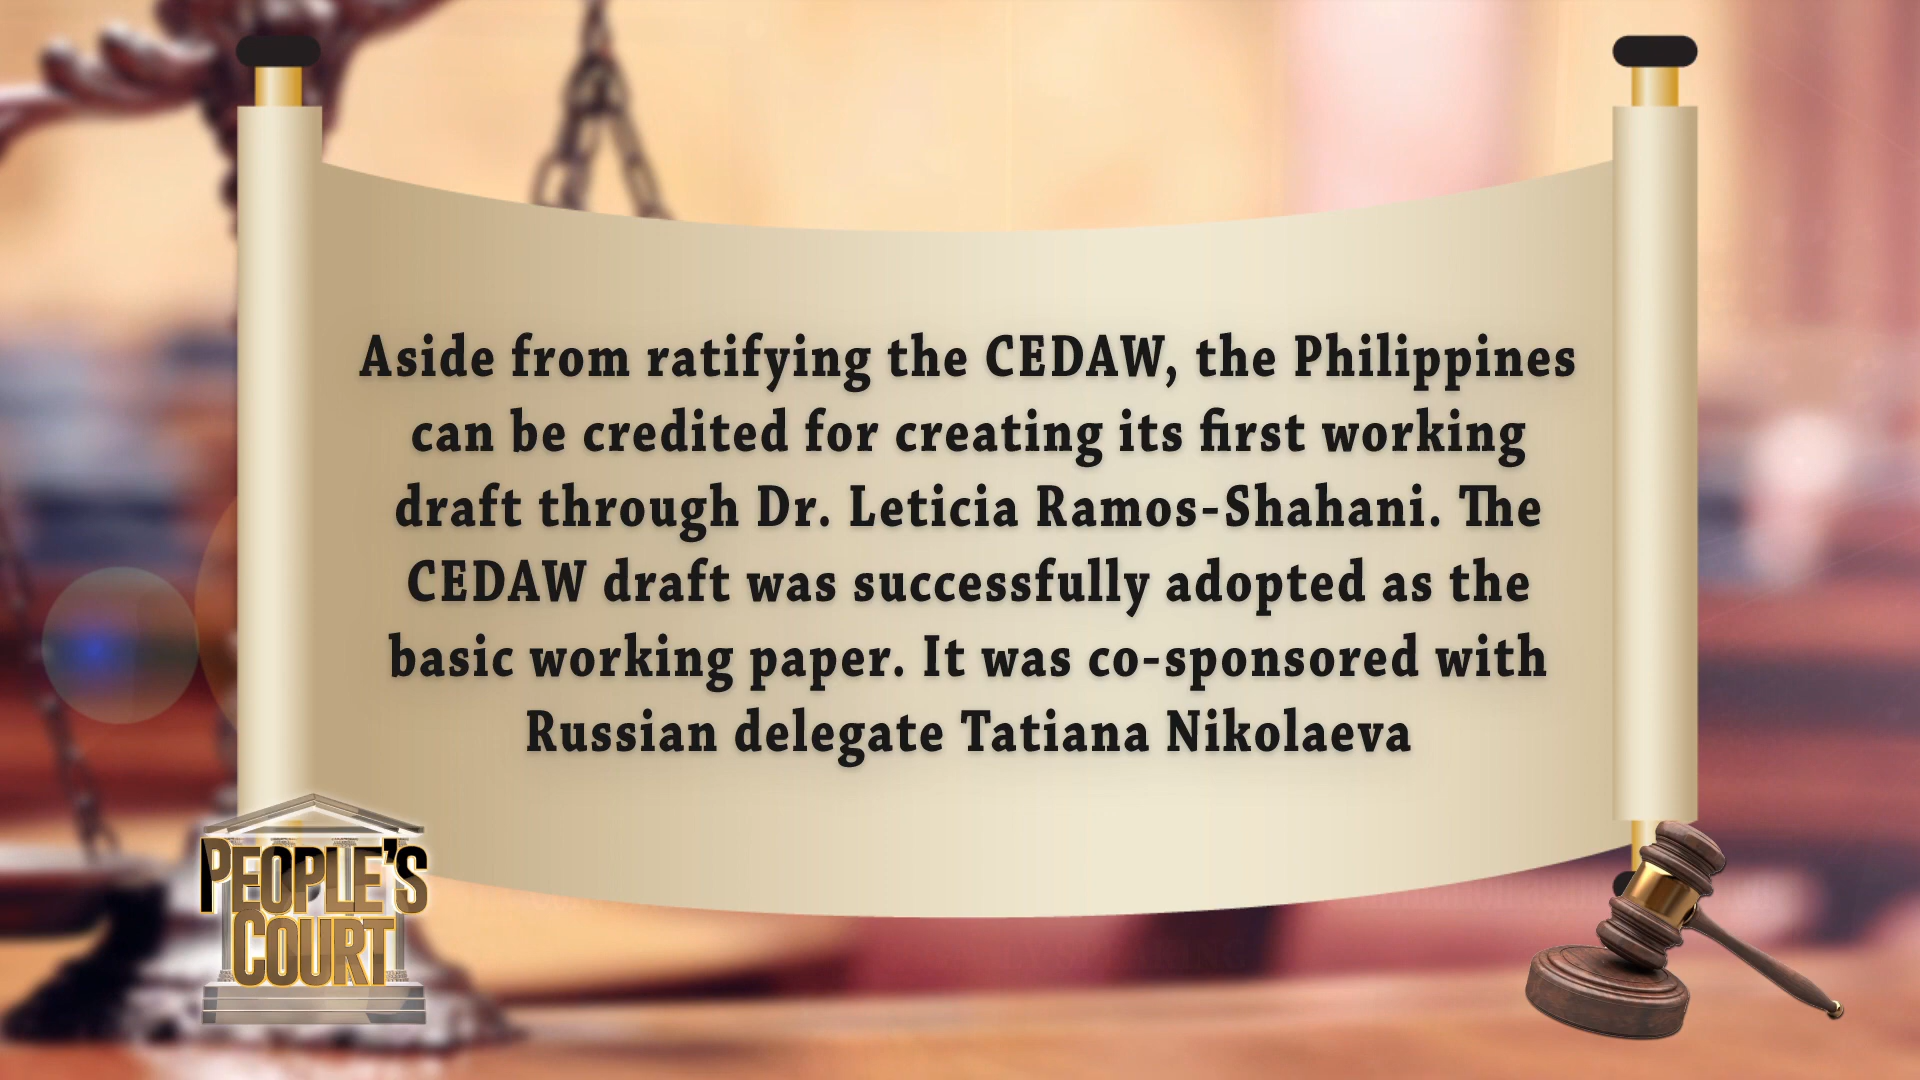 Aside from ratifying the CEDAW, the Philippines
can be credited for creating its first working
draft through Dr. Leticia Ramos-Shahani. The
CEDAW draft was successfully adopted as the
basic working paper. It was co-sponsored with
Russian delegate Tatiana Nikolaeva
PEOPLE'S
COURT